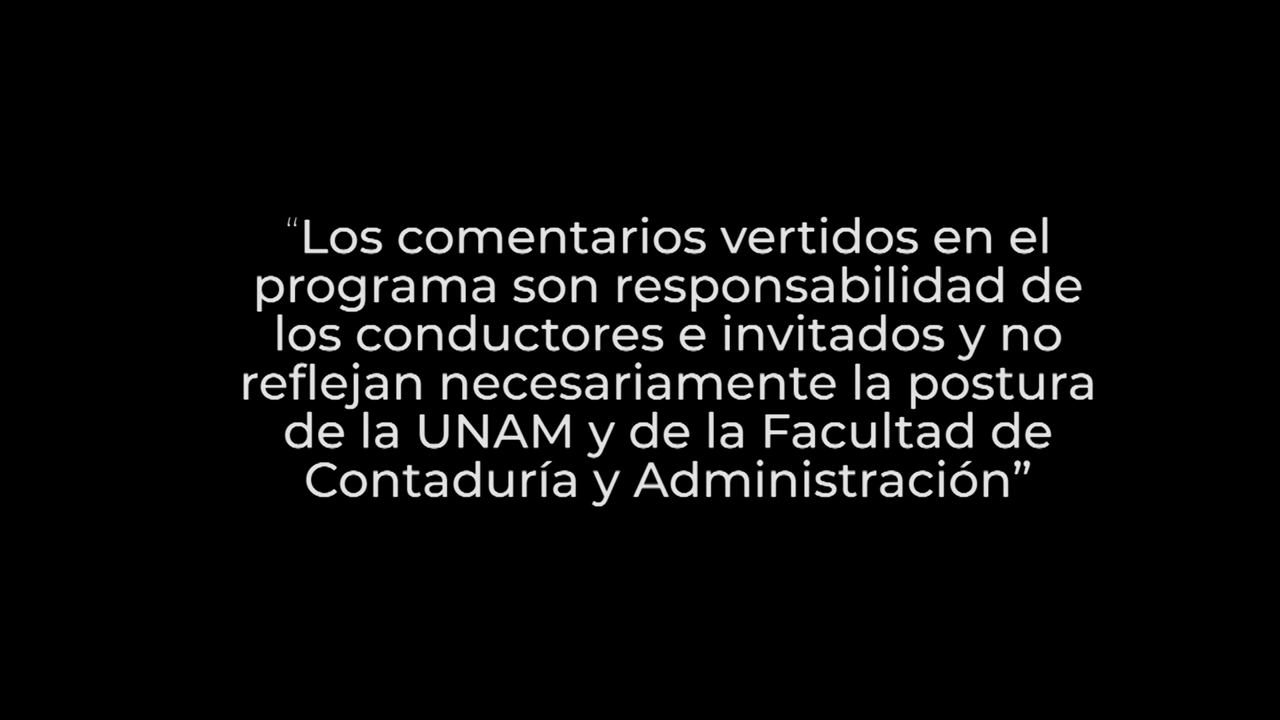 “Los comentarios vertidos en el
programa son responsabilidad de
los conductores e invitados y no
reflejan necesariamente la postura
de la UNAM y de la Facultad de
Contaduría y Administración”